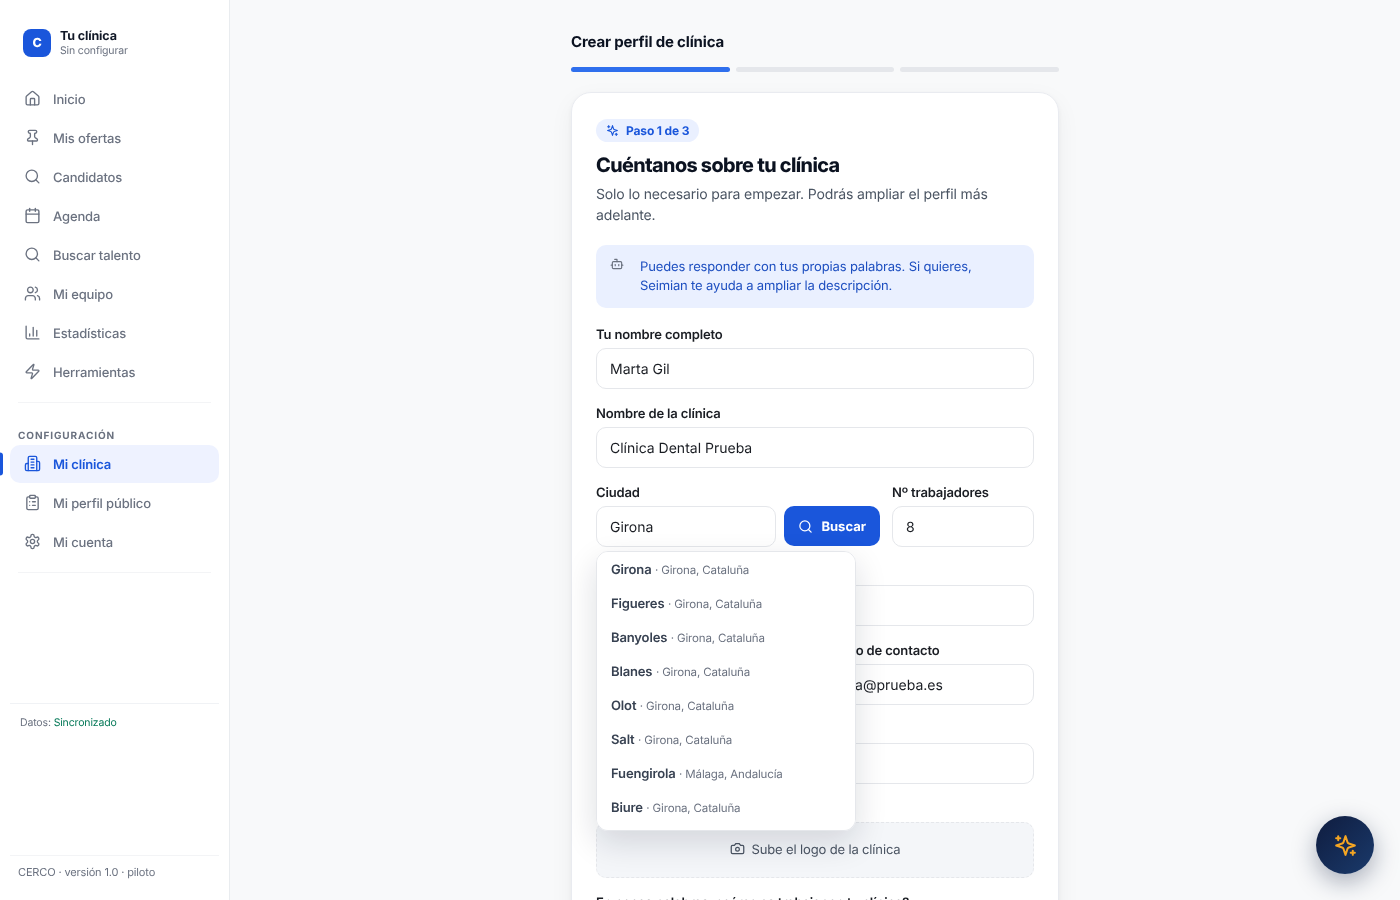 C
Tu clínica
Sin configurar
Inicio
Mis ofertas
Candidatos
Agenda
Buscar talento
Mi equipo
Estadísticas
Herramientas
CONFIGURACIÓN
Mi clínica
Mi perfil público
Mi cuenta
Datos: Sincronizado
CERCO · versión 1.0 · piloto
Crear perfil de clínica
Paso 1 de 3
Cuéntanos sobre tu clínica
Solo lo necesario para empezar. Podrás ampliar el perfil más
adelante.
Puedes responder con tus propias palabras. Si quieres,
Seimian te ayuda a ampliar la descripción.
Tu nombre completo
Marta Gil
Nombre de la clínica
Clínica Dental Prueba
Ciudad
Nº trabajadores
Girona
Buscar
8
Girona · Girona, Cataluña
Figueres · Girona, Cataluña
Banyoles · Girona, Cataluña
Blanes · Girona, Cataluña
Olot · Girona, Cataluña
Salt · Girona, Cataluña
Fuengirola · Málaga, Andalucía
Biure · Girona, Cataluña
o de contacto
a@prueba.es
Sube el logo de la clínica